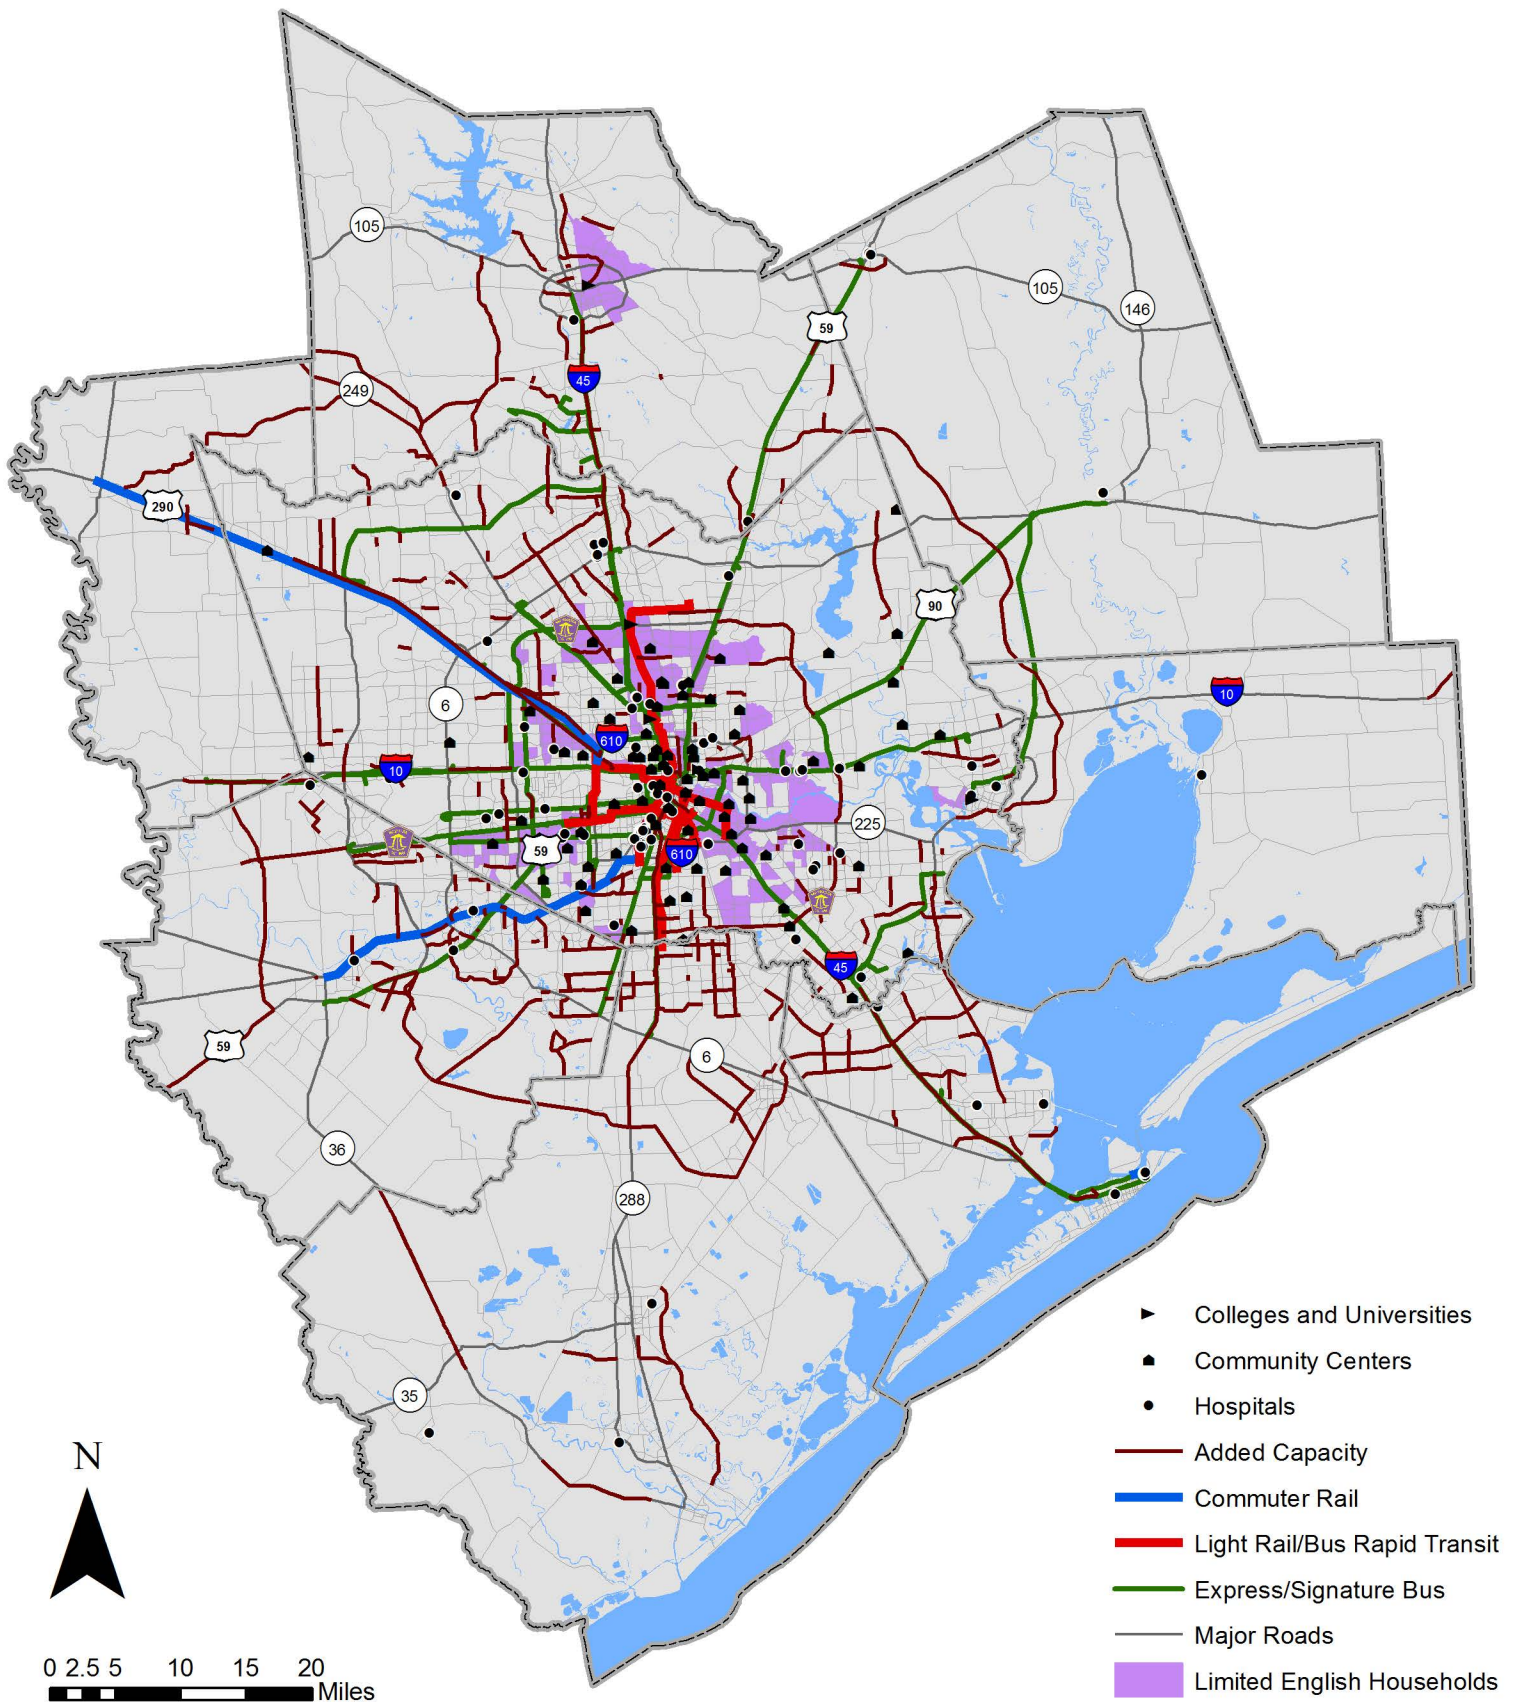 105
105
146
59
45
249
290
90
10
6
610
10
225
59
610
45
59
6
36
288
35
Colleges and Universities
Community Centers
Hospitals
Added Capacity
Commuter Rail
Light Rail/Bus Rapid Transit
Express/Signature Bus
Major Roads
Limited English Households
N
0 2.5 5 10 15 20
Miles